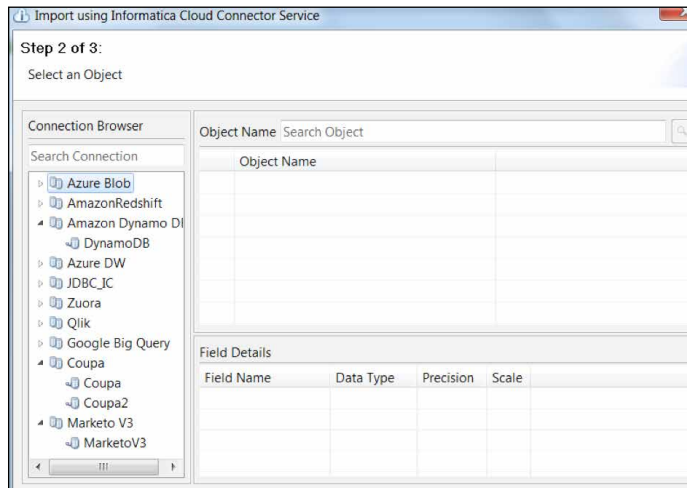 Import using Informatica Cloud Connector Service
Step 2 of 3:
Select an Object
Connection Browser
Search Connection
Azure Blob
AmazonRedshift
Amazon Dynamo
DynamoDB
Azure DW
JDBC_IC
Zuora
Qlik
Google Big Query
Coupa
Coupa
Coupa2
Marketo V3
MarketoV3
Object Name Search Object
Object Name
Field Details
Field Name Data Type Precision Scale